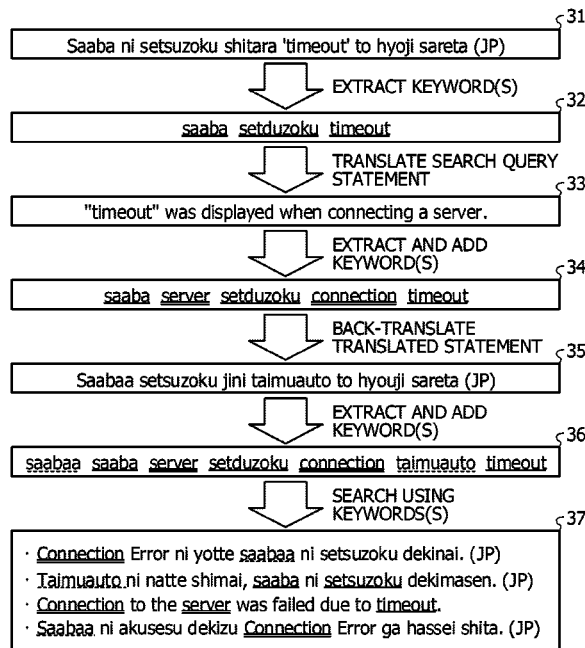 31
Saaba ni setsuzoku shitara 'timeout' to hyoji sareta (JP)
EXTRACT KEYWORD(S)
32
saaba setduzoku timeout
TRANSLATE SEARCH QUERY
STATEMENT
33
"timeout" was displayed when connecting a server.
EXTRACT AND ADD
KEYWORD(S)
34
saaba server setduzoku connection timeout
BACK-TRANSLATE
TRANSLATED STATEMENT
35
Saabaa setsuzoku jini taimuauto to hyouji sareta (JP)
EXTRACT AND ADD
KEYWORD(S)
36
saabaa saaba server setduzoku connection taimuauto timeout
SEARCH USING
KEYWORDS(S)
37
· Connection Error ni yotte saabaa ni setsuzoku dekinai. (JP)
· Taimuauto ni natte shimai, saaba ni setsuzoku dekimasen. (JP)
· Connection to the server was failed due to timeout.
· Saabaa ni akusesu dekizu Connection Error ga hassei shita. (JP)